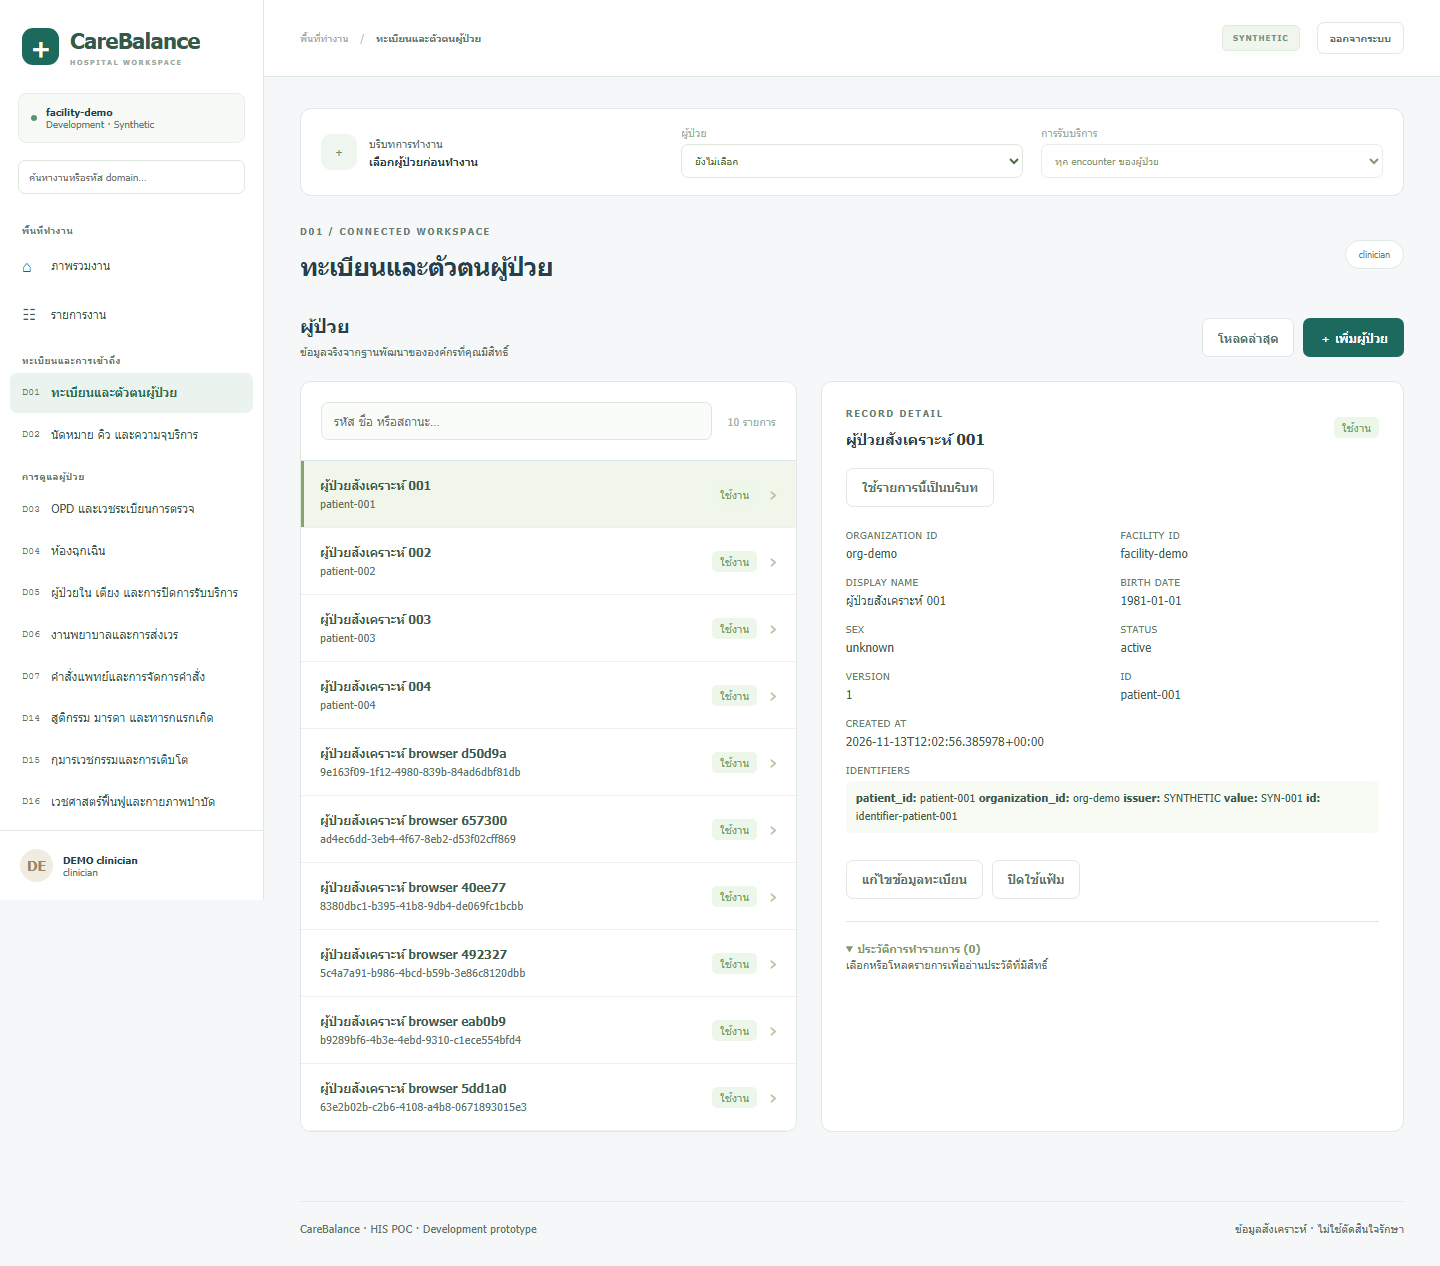 + CareBalance
HOSPITAL WORKSPACE
facility-demo
Development · Synthetic
ค้นหางานหรือรหัส domain...
พื้นที่ทำงาน
ภาพรวมงาน
รายการงาน
ทะเบียนและการเข้าถึง
D01 ทะเบียนและตัวตนผู้ป่วย
D02 นัดหมาย คิว และความจุบริการ
การดูแลผู้ป่วย
D03 OPD และเวชระเบียนการตรวจ
D04 ห้องฉุกเฉิน
D05 ผู้ป่วยใน เตียง และการปิดการรับบริการ
D06 งานพยาบาลและการส่งเวร
D07 คำสั่งแพทย์และการจัดการคำสั่ง
D14 สูติกรรม มารดา และทารกแรกเกิด
D15 กุมารเวชกรรมและการเติบโต
D16 เวชศาสตร์ฟื้นฟูและกายภาพบำบัด
DE
DEMO clinician
clinician
พื้นที่ทำงาน / ทะเบียนและตัวตนผู้ป่วย
SYNTHETIC
ออกจากระบบ
+
บริบทการทำงาน
เลือกผู้ป่วยก่อนทำงาน
ผู้ป่วย
ยังไม่เลือก
การรับบริการ
ทุก encounter ของผู้ป่วย
D01 / CONNECTED WORKSPACE
ทะเบียนและตัวตนผู้ป่วย
clinician
ผู้ป่วย
ข้อมูลจริงจากฐานพัฒนาขององค์กรที่คุณมีสิทธิ์
โหลดล่าสุด
+ เพิ่มผู้ป่วย
รหัส ชื่อ หรือสถานะ...
10 รายการ
ผู้ป่วยสังเคราะห์ 001
patient-001
ใช้งาน
ผู้ป่วยสังเคราะห์ 002
patient-002
ใช้งาน
ผู้ป่วยสังเคราะห์ 003
patient-003
ใช้งาน
ผู้ป่วยสังเคราะห์ 004
patient-004
ใช้งาน
ผู้ป่วยสังเคราะห์ browser d50d9a
9e163f09-1f12-4980-839b-84ad6dbf81db
ใช้งาน
ผู้ป่วยสังเคราะห์ browser 657300
ad4ec6dd-3eb4-4f67-8eb2-d53f02cff869
ใช้งาน
ผู้ป่วยสังเคราะห์ browser 40ee77
8380dbc1-b395-41b8-9db4-de069fc1bcbb
ใช้งาน
ผู้ป่วยสังเคราะห์ browser 492327
5c4a7a91-b986-4bcd-b59b-3e86c8120dbb
ใช้งาน
ผู้ป่วยสังเคราะห์ browser eab0b9
b9289bf6-4b3e-4ebd-9310-c1ece554bfd4
ใช้งาน
ผู้ป่วยสังเคราะห์ browser 5dd1a0
63e2b02b-c2b6-4108-a4b8-0671893015e3
ใช้งาน
RECORD DETAIL
ผู้ป่วยสังเคราะห์ 001
ใช้งาน
ใช้รายการนี้เป็นบริบท
ORGANIZATION ID
org-demo
FACILITY ID
facility-demo
DISPLAY NAME
ผู้ป่วยสังเคราะห์ 001
BIRTH DATE
1981-01-01
SEX
unknown
STATUS
active
VERSION
1
ID
patient-001
CREATED AT
2026-11-13T12:02:56.385978+00:00
IDENTIFIERS
patient_id: patient-001 organization_id: org-demo issuer: SYNTHETIC value: SYN-001 id:
identifier-patient-001
แก้ไขข้อมูลทะเบียน
ปิดใช้แฟ้ม
▼ ประวัติการทำรายการ (0)
เลือกหรือโหลดรายการเพื่ออ่านประวัติที่มีสิทธิ์
CareBalance · HIS POC · Development prototype
ข้อมูลสังเคราะห์ · ไม่ใช้ตัดสินใจรักษา